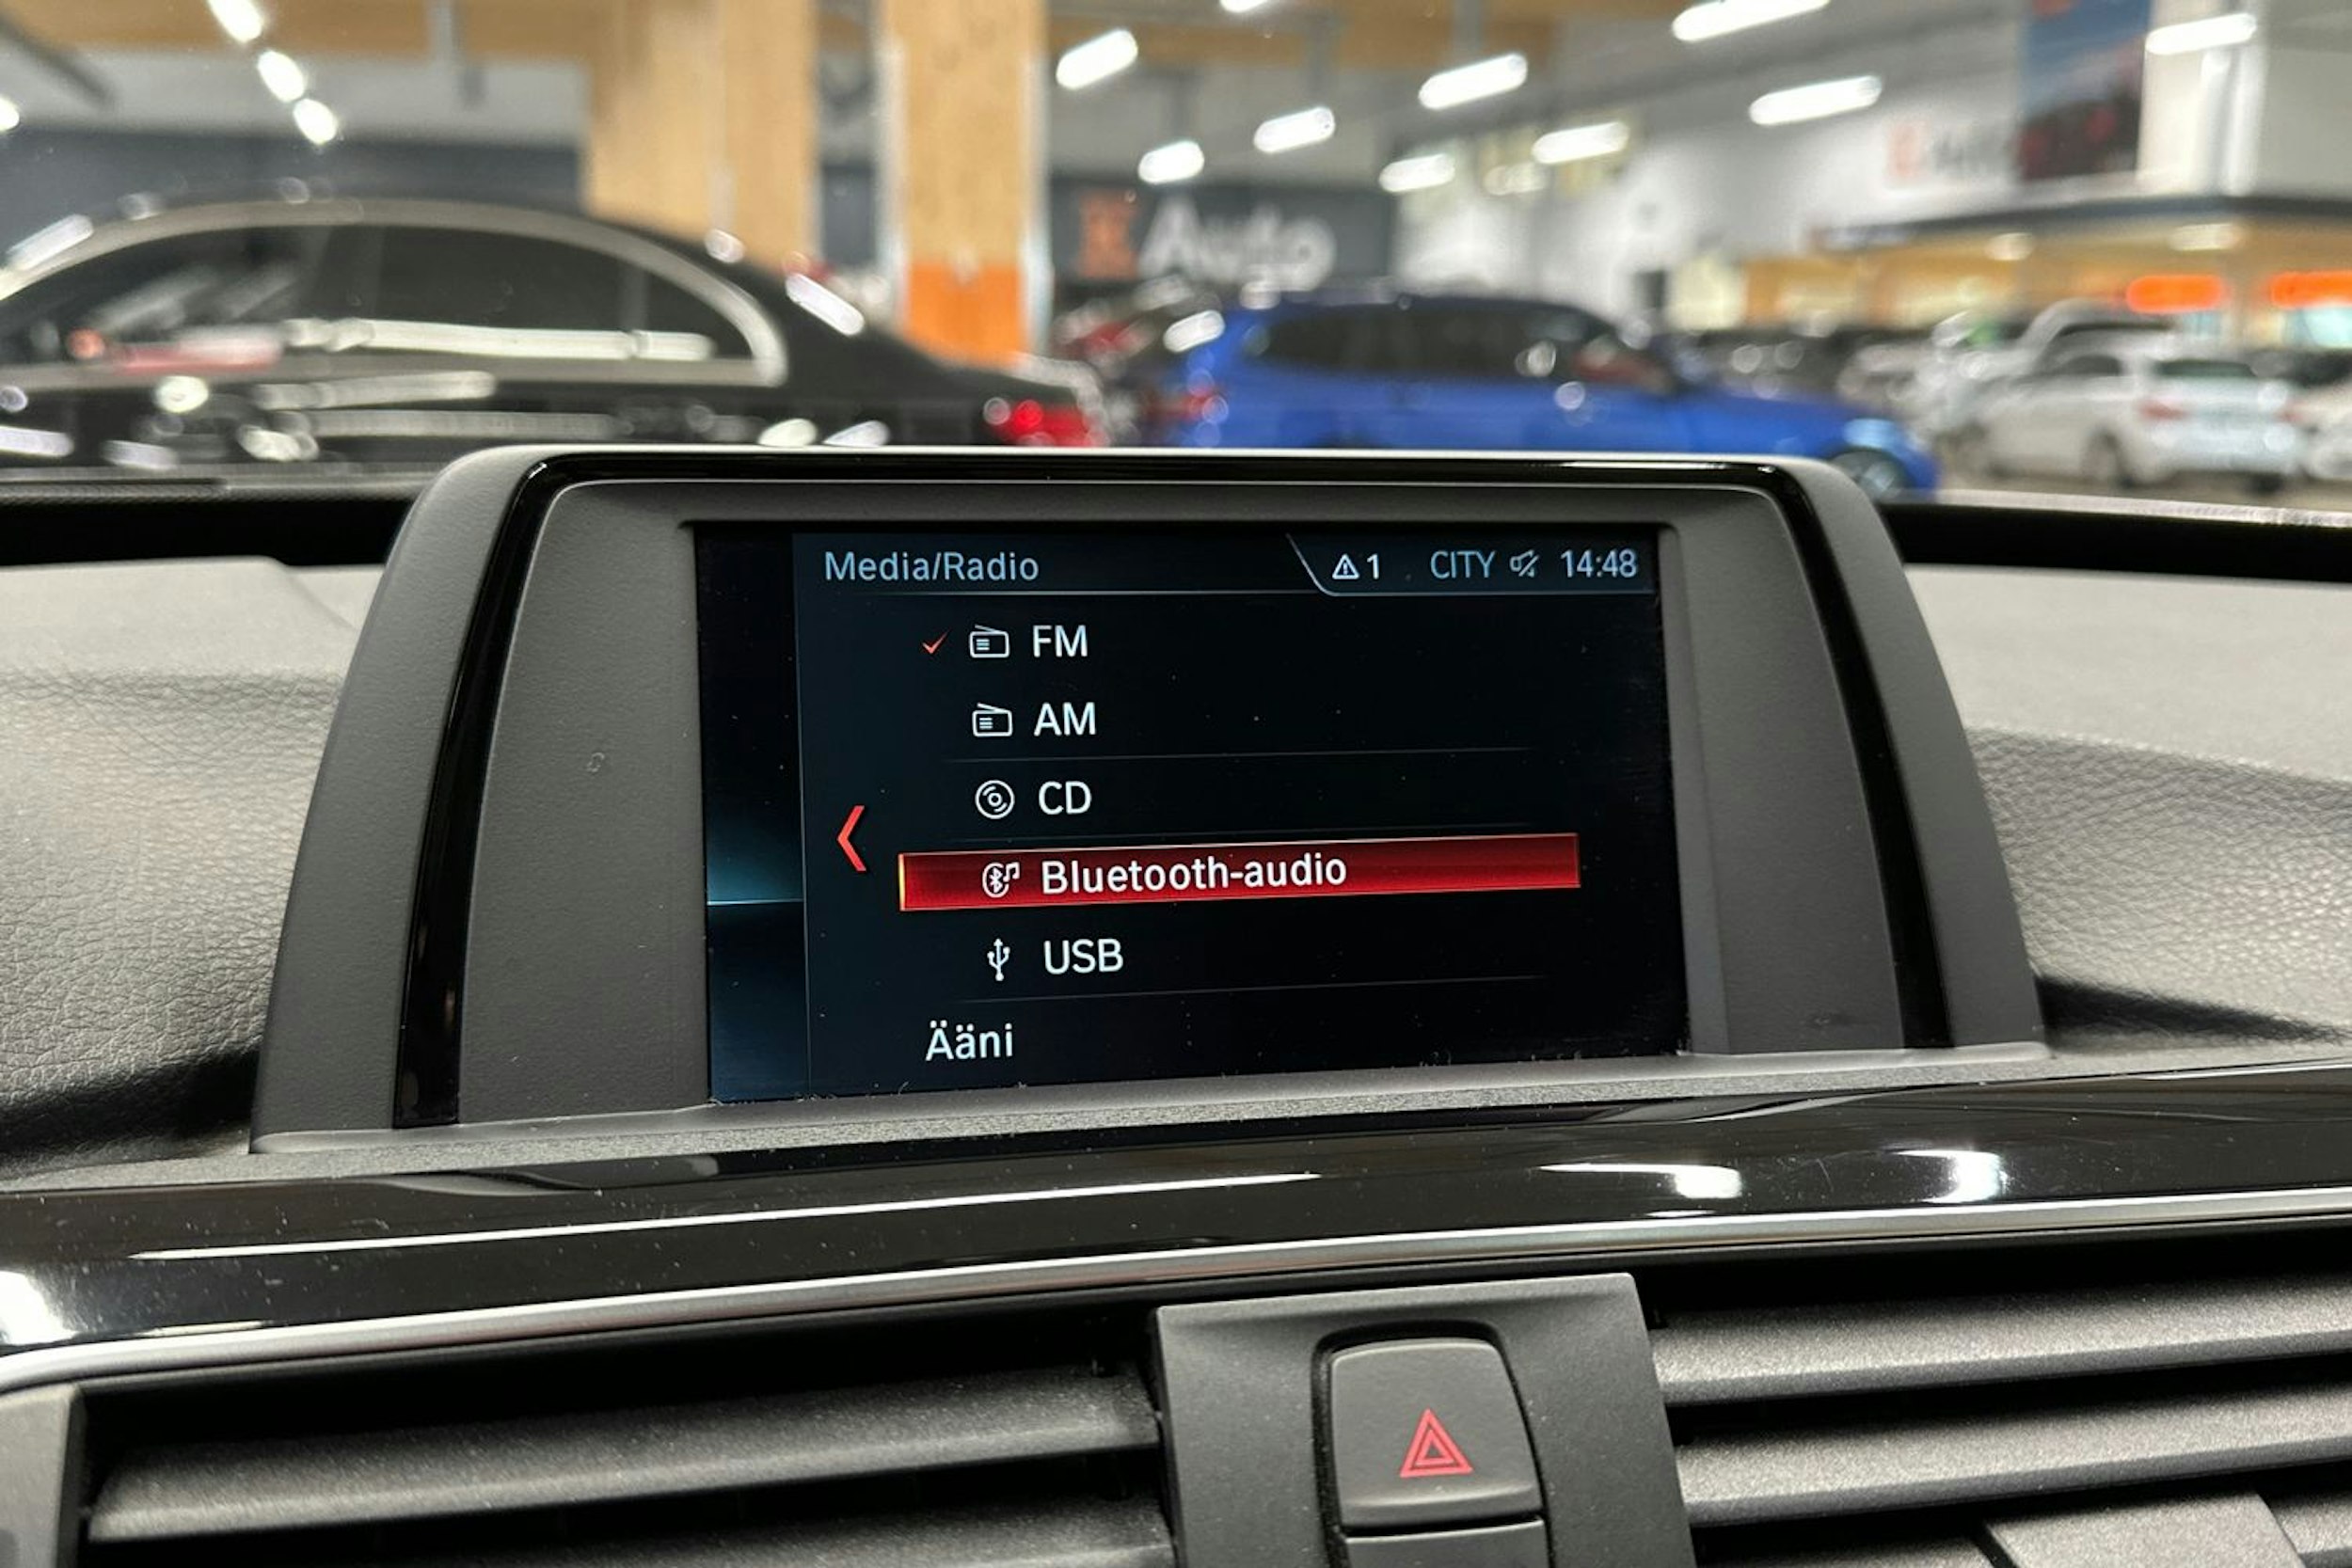 Media/Radio 1 CITY 14:48
FM
AM
CD
Bluetooth-audio
USB
Ääni
Auto